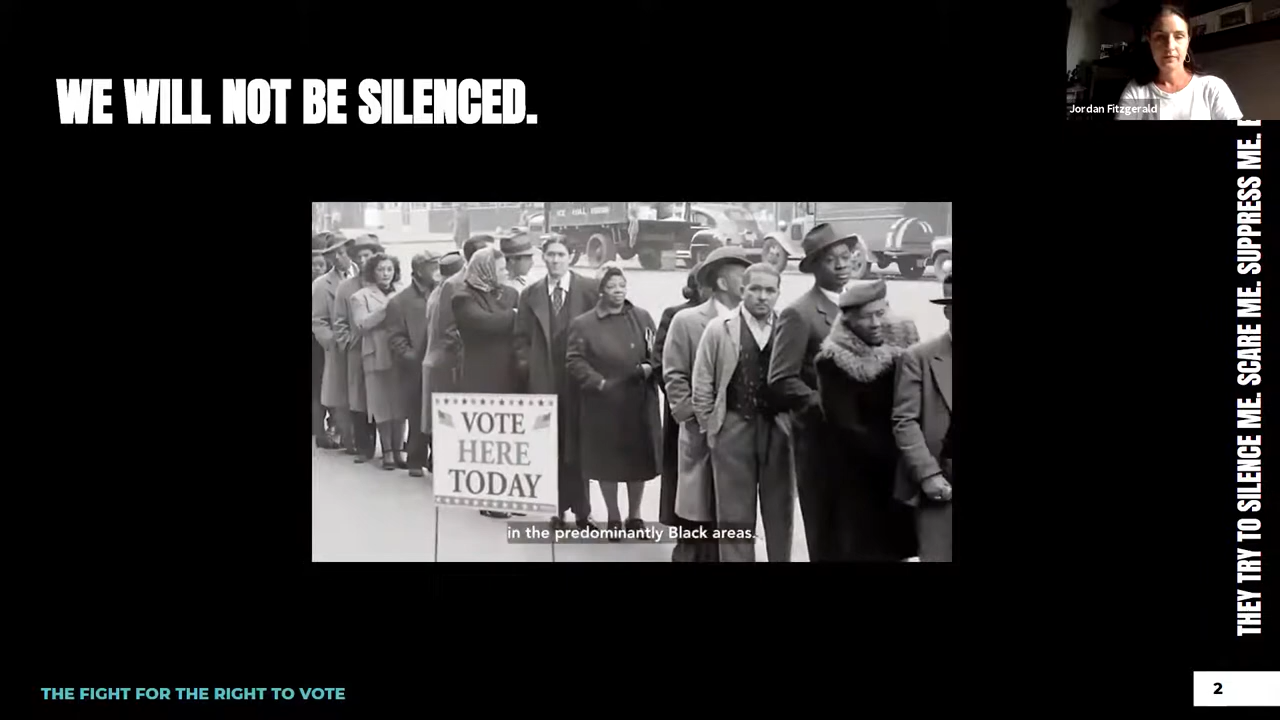 WE WILL NOT BE SILENCED.
Jordan Fitzgerald
VOTE
HERE
TODAY
in the predominantly Black areas.
THEY TRY TO SILENCE ME. SCARE ME. SUPPRESS ME.
THE FIGHT FOR THE RIGHT TO VOTE
2